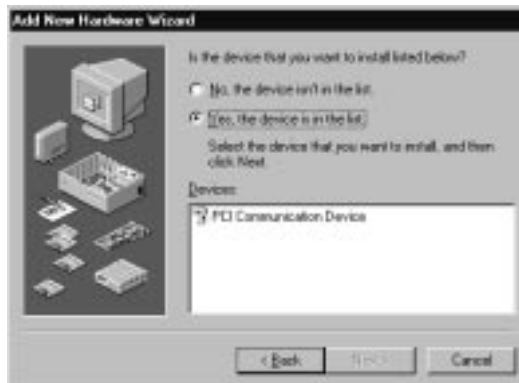 Add New Hardware Wizard
Is the device that you want to install listed below?
No, the device isn't in the list.
Yes, the device is in the list.
Select the device that you want to install, and then
click Next.
Devices:
PCI Communication Device
< Back
Next >
Cancel